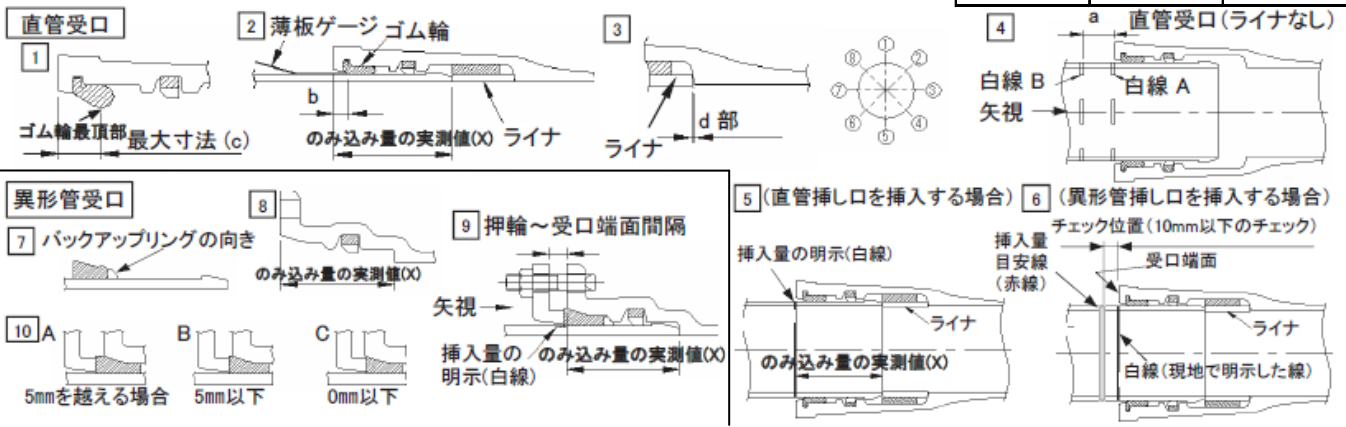 直管受口
1
ゴム輪最頂部
最大寸法(c)
2 薄板ゲージ ゴム輪
b
のみ込み量の実測値(X) ライナ
3
ライナ
d 部
①
②
③
④
⑤
⑥
⑦
⑧
4 a 直管受口(ライナなし)
白線 B
白線 A
矢視
異形管受口
7 バックアップリングの向き
8
のみ込み量の実測値(X)
9 押輪~受口端面間隔
矢視
挿入量の
明示(白線)
のみ込み量の実測値(X)
10 A B C
5mmを越える場合 5mm以下 0mm以下
5 (直管挿し口を挿入する場合)
挿入量の明示(白線)
ライナ
のみ込み量の実測値(X)
6 (異形管挿し口を挿入する場合)
チェック位置(10mm以下のチェック)
挿入量
目安線
(赤線)
受口端面
ライナ
白線(現地で明示した線)